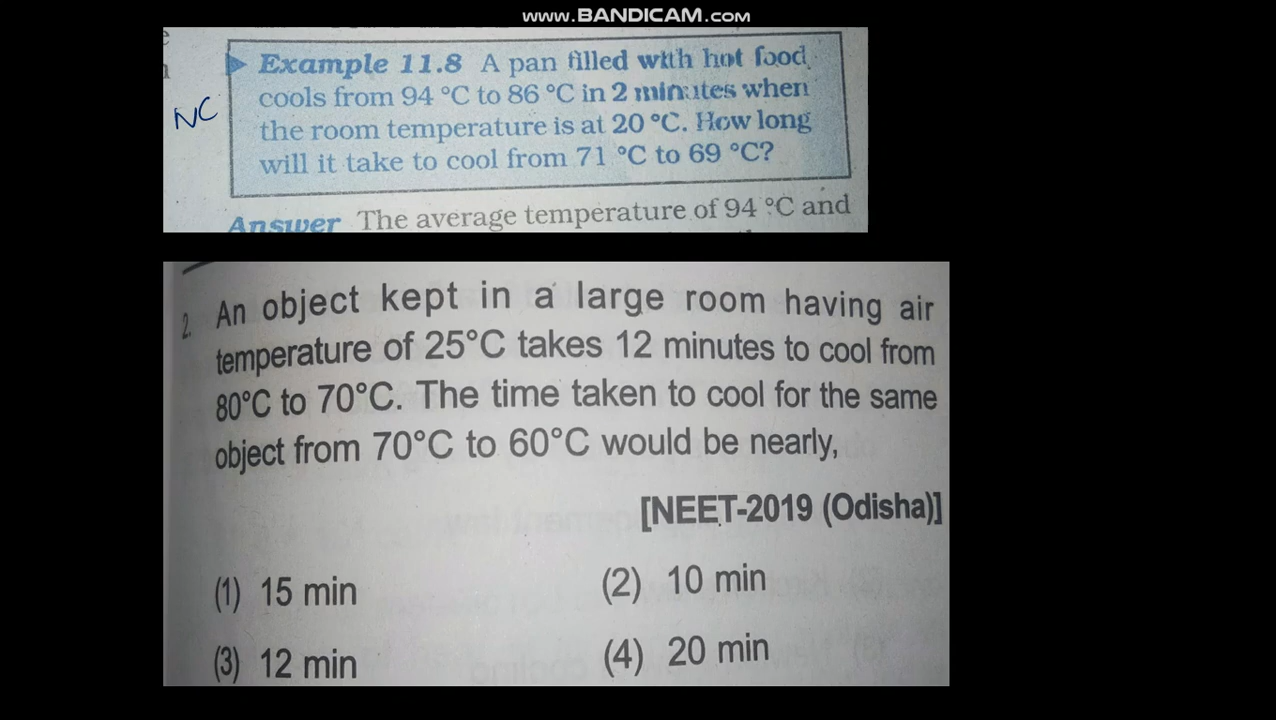 www.BANDICAM.com
Example 11.8 A pan filled with hot food
cools from 94 °C to 86 °C in 2 minutes when
NC
the room temperature is at 20 °C. How long
will it take to cool from 71 °C to 69 °C?
Answer The average temperature of 94 °C and
2. An object kept in a large room having air
temperature of 25°C takes 12 minutes to cool from
80°C to 70°C. The time taken to cool for the same
object from 70°C to 60°C would be nearly,
[NEET-2019 (Odisha)]
(1) 15 min (2) 10 min
(3) 12 min (4) 20 min